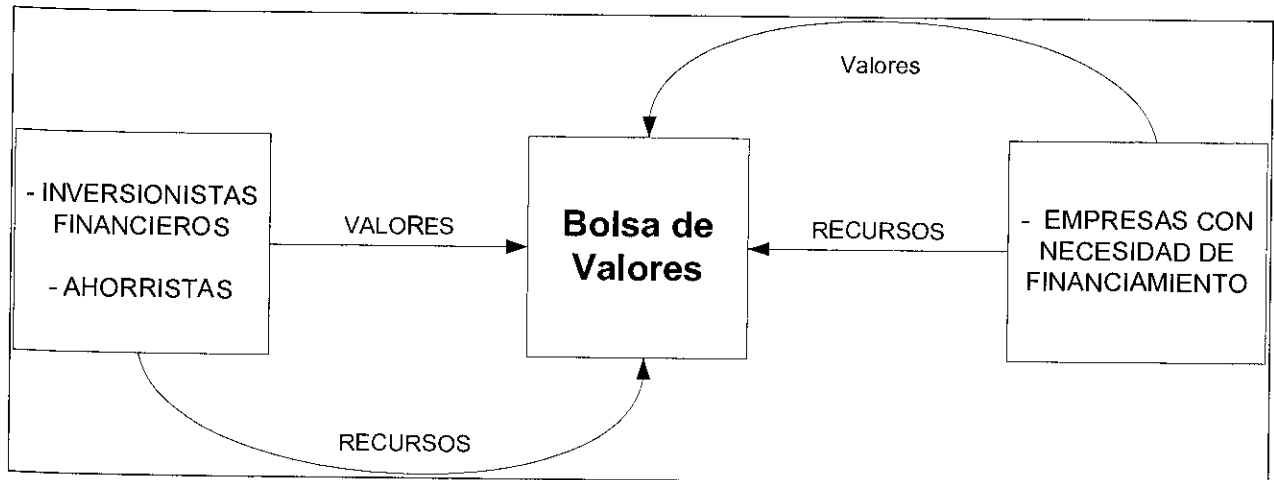 Valores
- INVERSIONISTAS
FINANCIEROS
- AHORRISTAS
VALORES
Bolsa de
Valores
RECURSOS
- EMPRESAS CON
NECESIDAD DE
FINANCIAMIENTO
RECURSOS